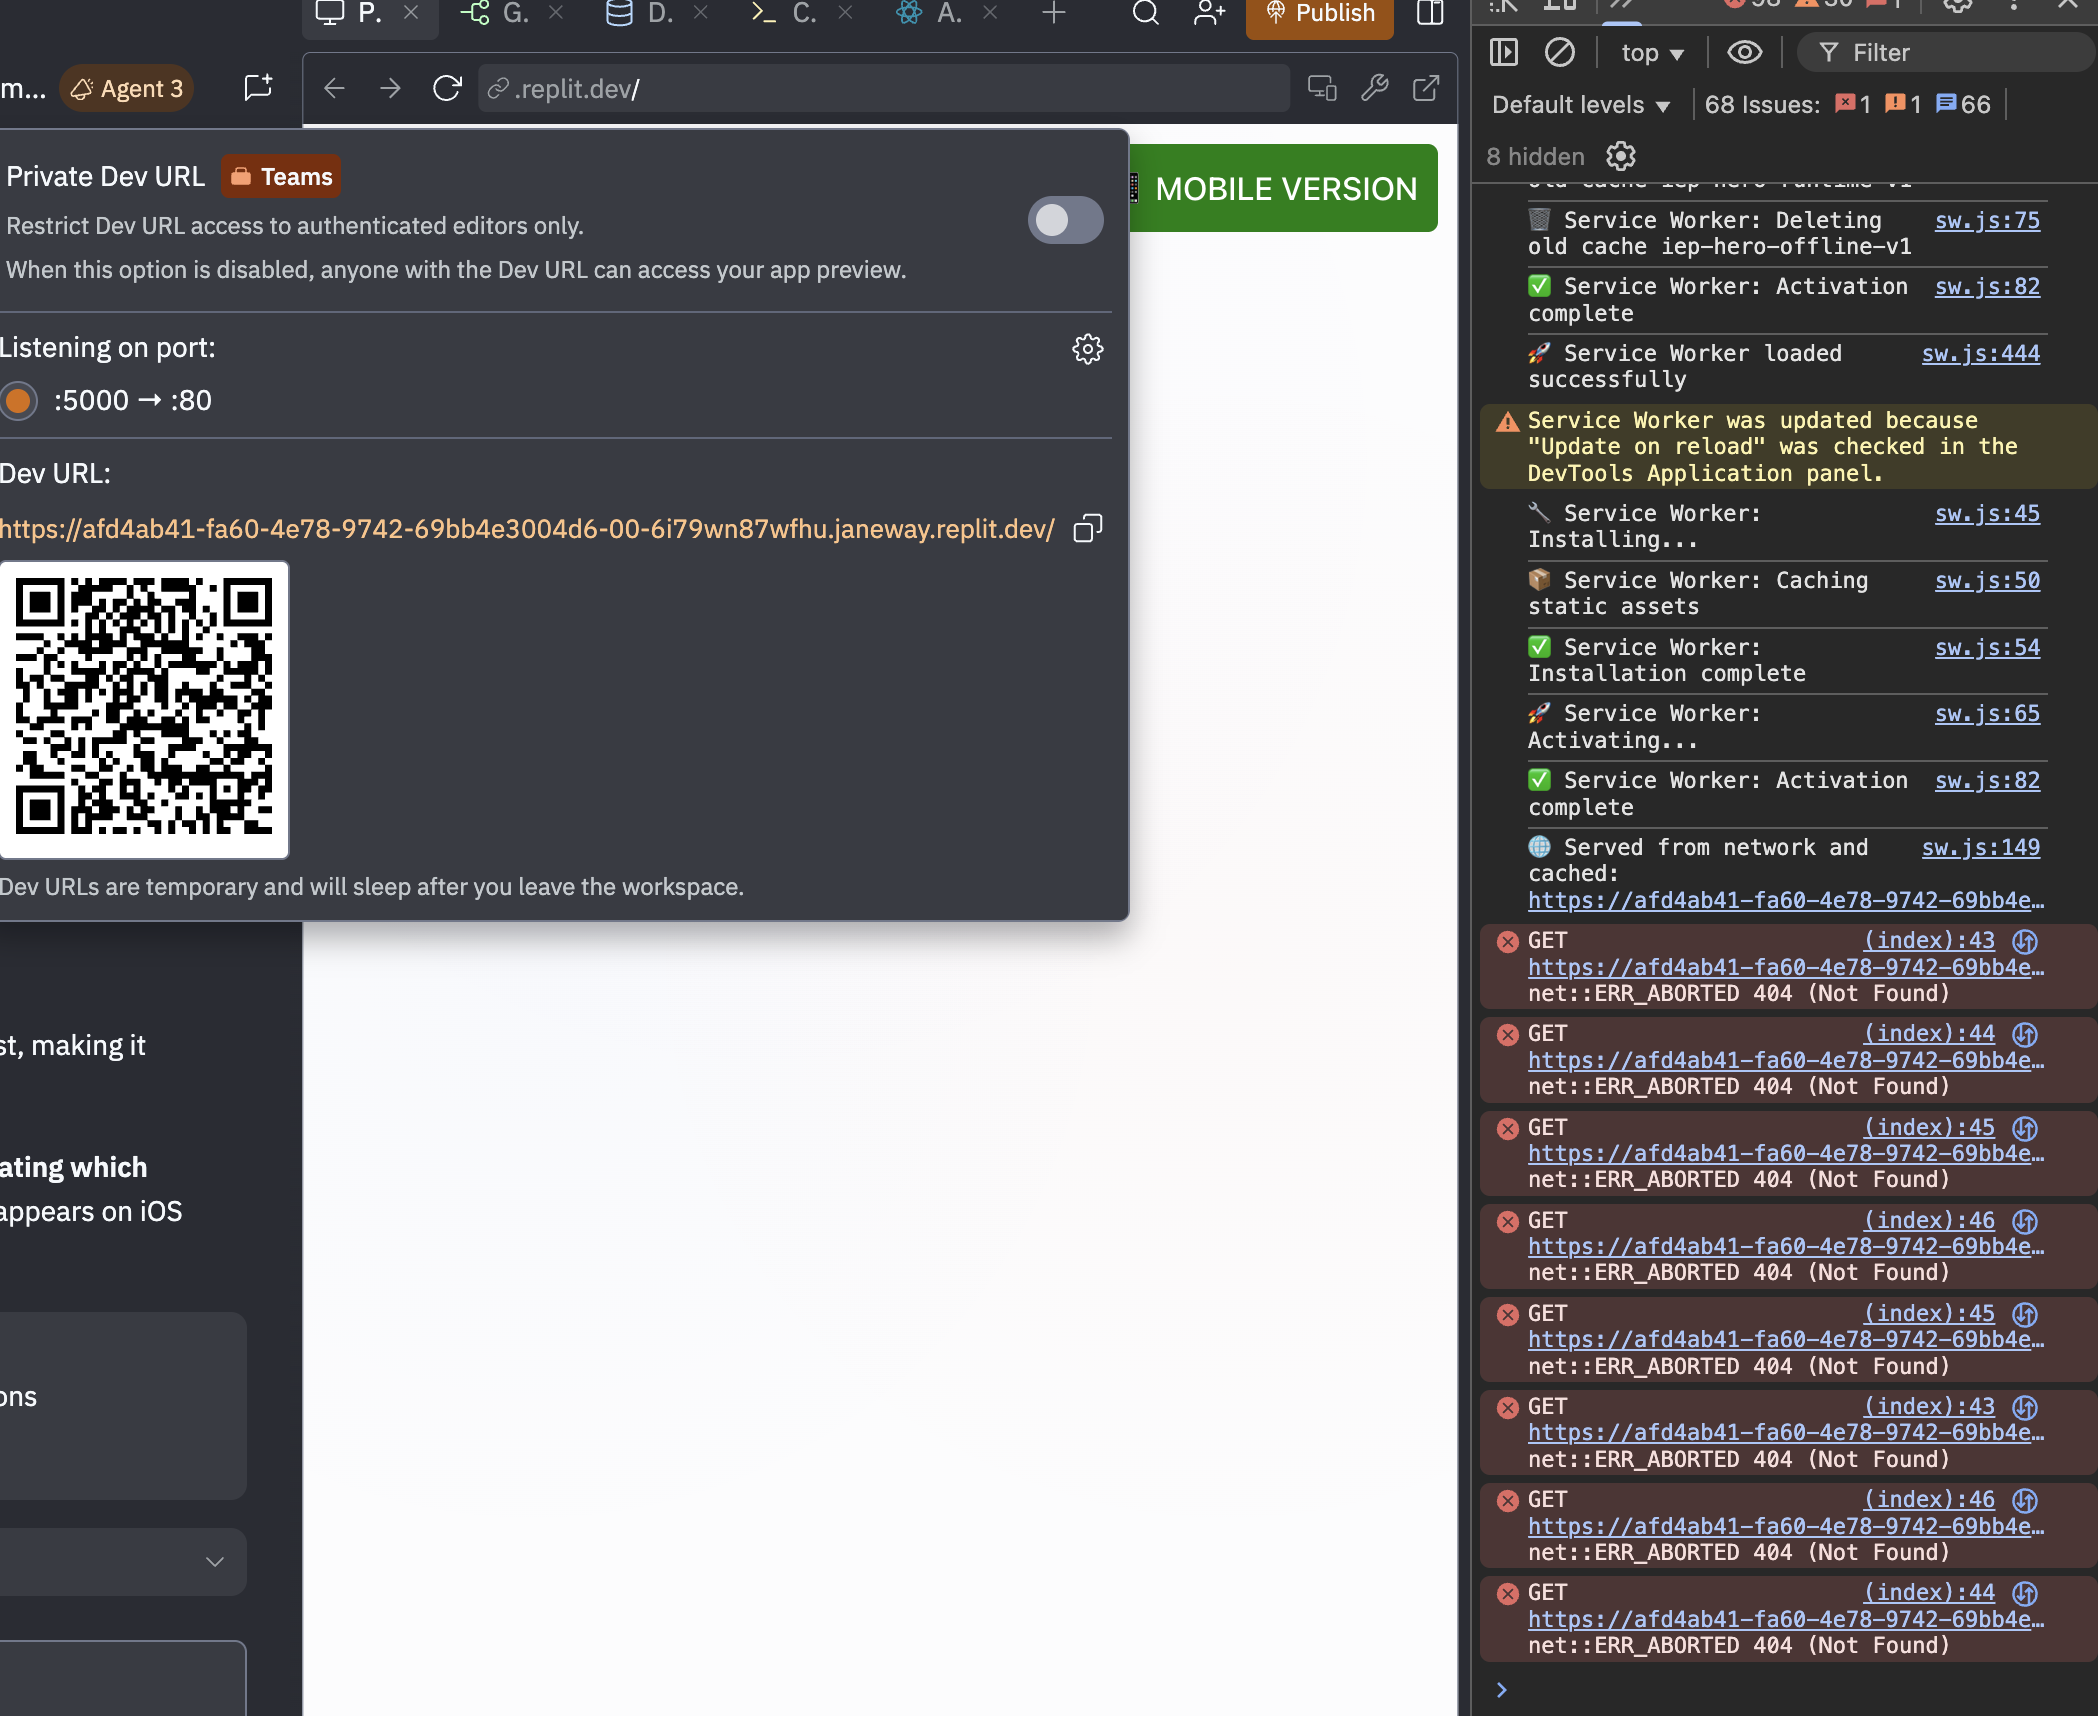 P.
G.
D.
C.
A.
Publish
m...
Agent 3
.replit.dev/
Private Dev URL
Teams
Restrict Dev URL access to authenticated editors only.
When this option is disabled, anyone with the Dev URL can access your app preview.
Listening on port:
:5000 → :80
Dev URL:
https://afd4ab41-fa60-4e78-9742-69bb4e3004d6-00-6i79wn87wfhu.janeway.replit.dev/
Dev URLs are temporary and will sleep after you leave the workspace.
st, making it
ating which
appears on iOS
ons
MOBILE VERSION
top
Filter
Default levels
68 Issues: 1 1 66
8 hidden
old cache iep-hero-runtime-v1
🗑️ Service Worker: Deleting sw.js:75
old cache iep-hero-offline-v1
✅ Service Worker: Activation sw.js:82
complete
🚀 Service Worker loaded sw.js:444
successfully
Service Worker was updated because
"Update on reload" was checked in the
DevTools Application panel.
🔧 Service Worker: sw.js:45
Installing...
📦 Service Worker: Caching sw.js:50
static assets
✅ Service Worker: sw.js:54
Installation complete
🚀 Service Worker: sw.js:65
Activating...
✅ Service Worker: Activation sw.js:82
complete
🌐 Served from network and sw.js:149
cached:
https://afd4ab41-fa60-4e78-9742-69bb4e…
GET (index):43
https://afd4ab41-fa60-4e78-9742-69bb4e…
net::ERR_ABORTED 404 (Not Found)
GET (index):44
https://afd4ab41-fa60-4e78-9742-69bb4e…
net::ERR_ABORTED 404 (Not Found)
GET (index):45
https://afd4ab41-fa60-4e78-9742-69bb4e…
net::ERR_ABORTED 404 (Not Found)
GET (index):46
https://afd4ab41-fa60-4e78-9742-69bb4e…
net::ERR_ABORTED 404 (Not Found)
GET (index):45
https://afd4ab41-fa60-4e78-9742-69bb4e…
net::ERR_ABORTED 404 (Not Found)
GET (index):43
https://afd4ab41-fa60-4e78-9742-69bb4e…
net::ERR_ABORTED 404 (Not Found)
GET (index):46
https://afd4ab41-fa60-4e78-9742-69bb4e…
net::ERR_ABORTED 404 (Not Found)
GET (index):44
https://afd4ab41-fa60-4e78-9742-69bb4e…
net::ERR_ABORTED 404 (Not Found)